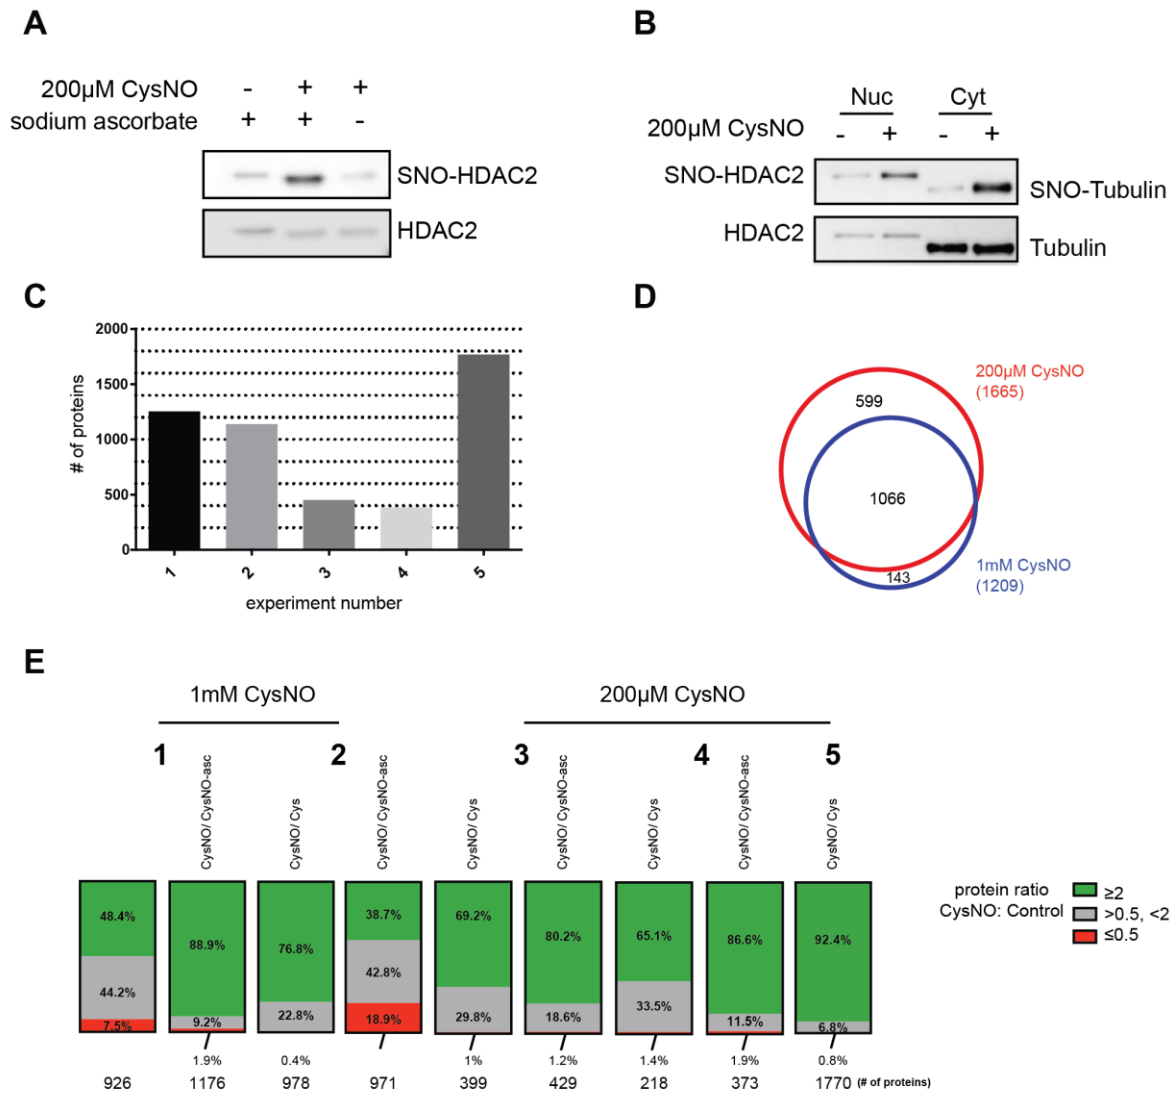 A
200µM CysNO - + +
sodium ascorbate + + -
SNO-HDAC2
HDAC2
B
Nuc Cyt
200µM CysNO - + - +
SNO-HDAC2
SNO-Tubulin
HDAC2
Tubulin
C
# of proteins
2000
1500
1000
500
0
1 2 3 4 5
experiment number
D
200µM CysNO
(1665)
599
1066
143
1mM CysNO
(1209)
E
1mM CysNO 200µM CysNO
1 2 3 4 5
CysNO/ CysNO-asc
CysNO/ Cys
CysNO/ CysNO-asc
CysNO/ Cys
CysNO/ CysNO-asc
CysNO/ Cys
CysNO/ CysNO-asc
CysNO/ Cys
48.4% 88.9% 76.8% 38.7% 69.2% 80.2% 65.1% 86.6% 92.4%
44.2% 9.2% 22.8% 42.8% 29.8% 18.6% 33.5% 11.5% 6.8%
7.5% 18.9%
1.9% 0.4% 1% 1.2% 1.4% 1.9% 0.8%
926 1176 978 971 399 429 218 373 1770 (# of proteins)
protein ratio
CysNO: Control
≥2
>0.5, <2
≤0.5